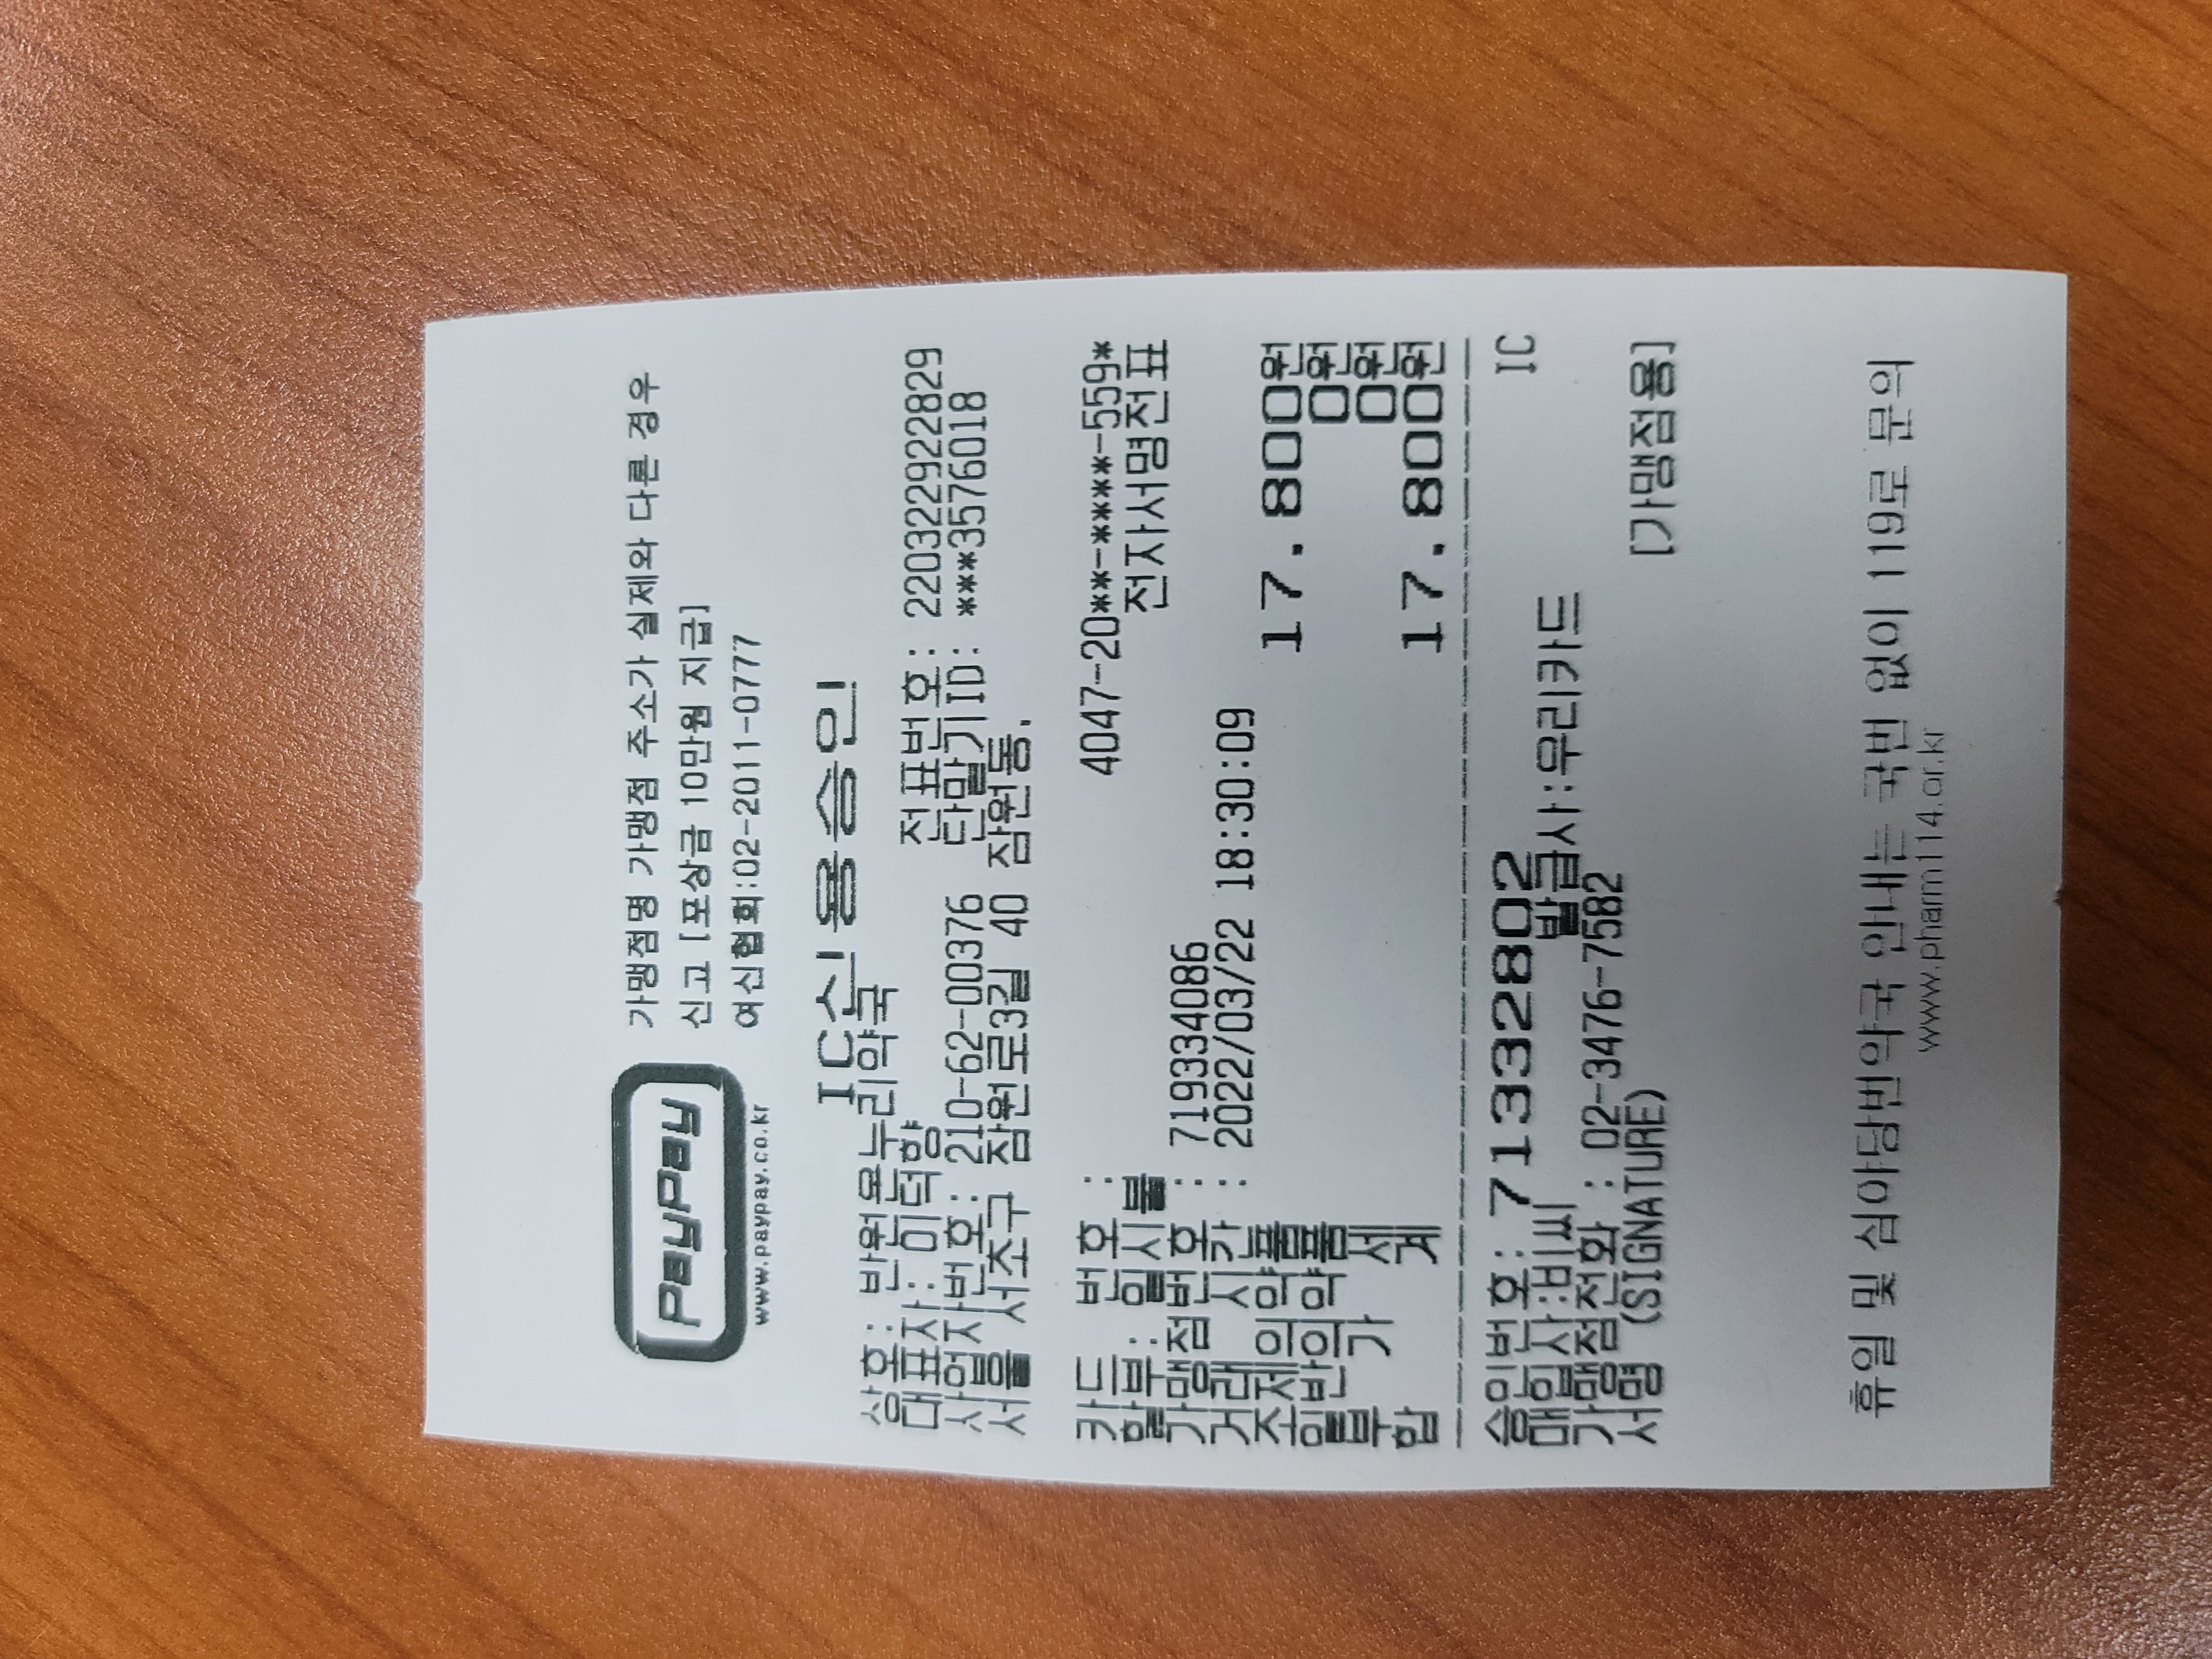 PayPay
www.paypay.co.kr
가맹점명 가맹점 주소가 실제와 다른 경우
신고 [포상금 10만원 지급]
여신협회:02-2011-0777
IC신용승인
상호: 반원온누리약국
대표자: 이덕향 전표번호: 220322922829
사업자번호: 210-62-00376 단말기ID: ***3576018
서울 서초구 잠원로3길 40 잠원동.
카드 번호 : 4047-20**-****-559*
할부: 일시불 전자서명전표
가맹점번호 : 719334086
거래 시간 : 2022/03/22 18:30:09
조제의약품 17.800원
일반의약품 0원
부 가 세 0원
합 계 17.800원
승인번호: 71332802 IC
매입사:비씨 발급사:우리카드
가맹점전화 : 02-3476-7582
서명 (SIGNATURE) [가맹점용]
휴일 및 심야당번약국 안내는 국번 없이 119로 문의
www.pharm114.or.kr